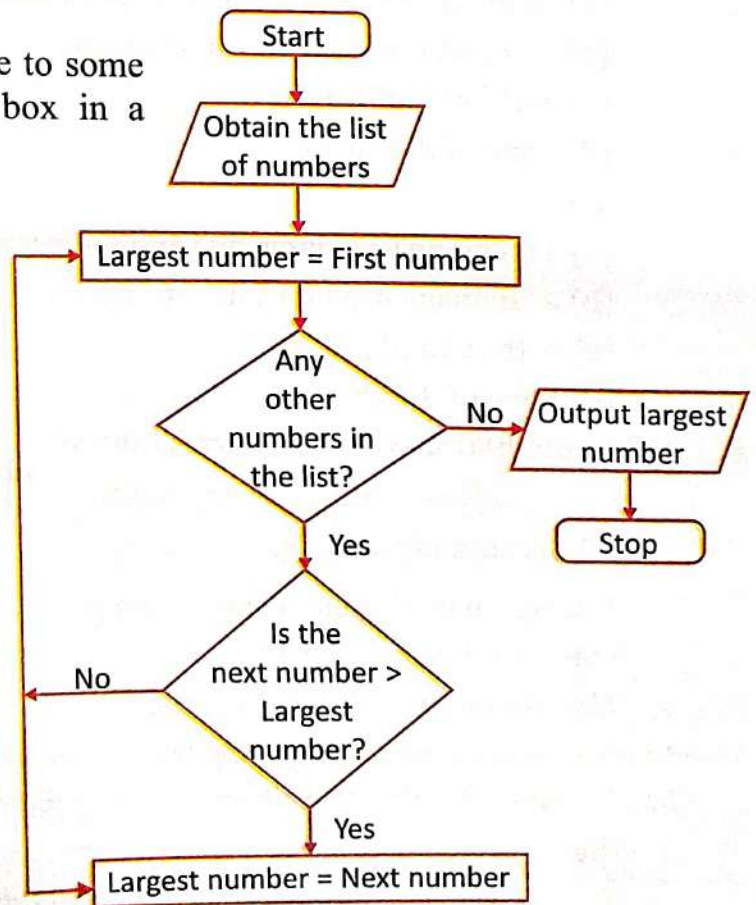 Start
e to some
box in a
Obtain the list
of numbers
Largest number = First number
Any
other
numbers in
the list?
No
Output largest
number
Stop
Yes
Is the
next number >
Largest
number?
No
Yes
Largest number = Next number